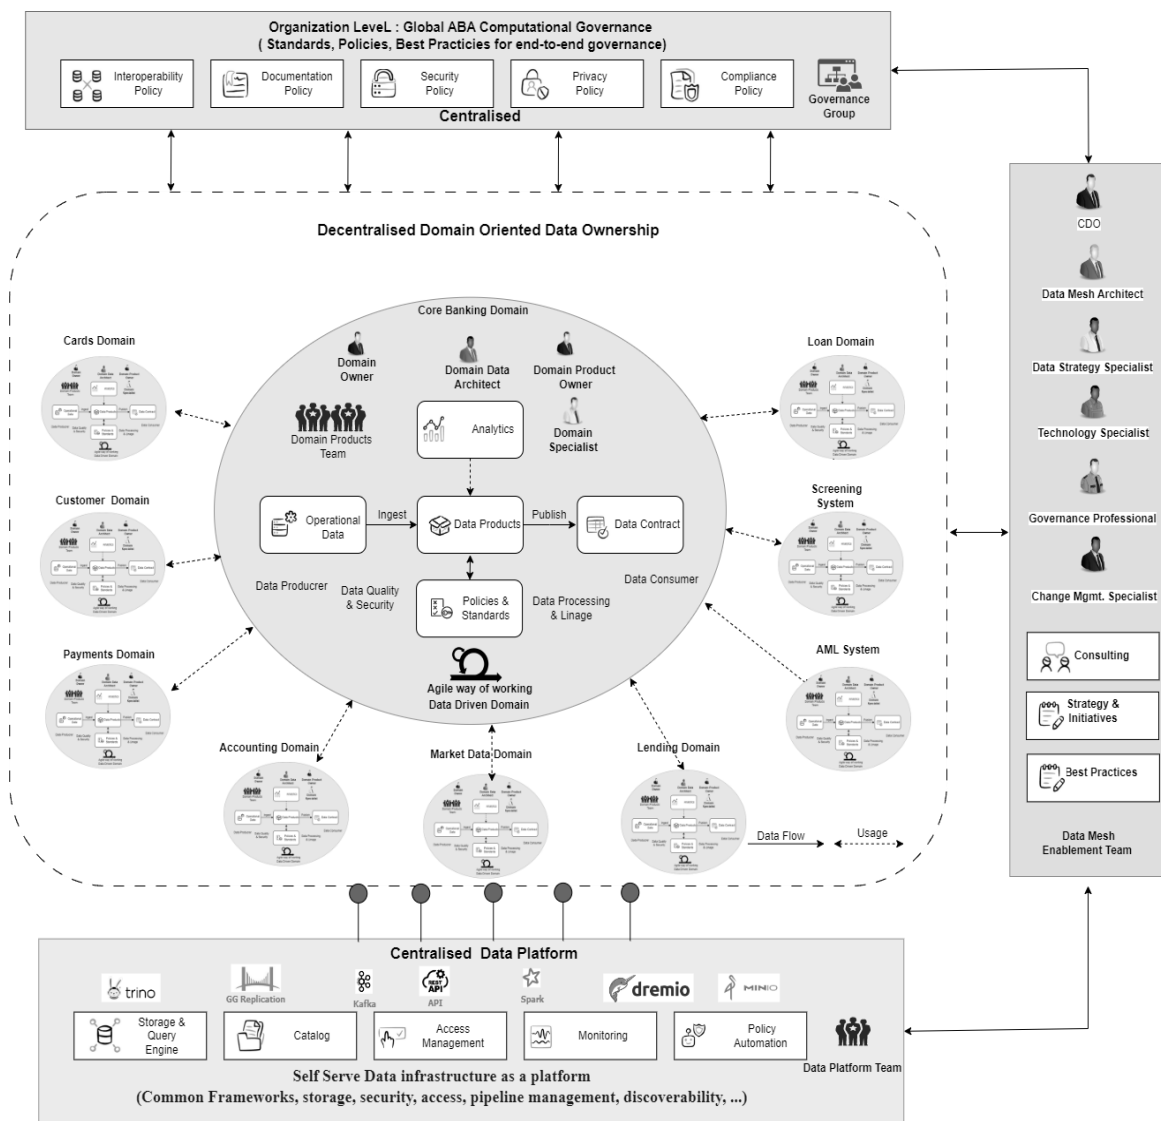 Organization LeveL : Global ABA Computational Governance
( Standards, Policies, Best Practicies for end-to-end governance)
Interoperability
Policy
Documentation
Policy
Security
Policy
Privacy
Policy
Compliance
Policy
Governance
Group
Centralised
Decentralised Domain Oriented Data Ownership
Core Banking Domain
Domain
Owner
Domain Data
Architect
Domain Product
Owner
Domain Products
Team
Analytics
Domain
Specialist
Operational
Data
Ingest
Data Products
Publish
Data Contract
Data Producer
Data Quality
& Security
Policies &
Standards
Data Processing
& Linage
Data Consumer
Agile way of working
Data Driven Domain
Cards Domain
Customer Domain
Payments Domain
Accounting Domain
Market Data Domain
Lending Domain
Loan Domain
Screening
System
AML System
Data Flow
Usage
CDO
Data Mesh Architect
Data Strategy Specialist
Technology Specialist
Governance Professional
Change Mgmt. Specialist
Consulting
Strategy &
Initiatives
Best Practices
Data Mesh
Enablement Team
Centralised Data Platform
trino
GG Replication
Kafka
REST
API
API
Spark
dremio
MINIO
Storage &
Query
Engine
Catalog
Access
Management
Monitoring
Policy
Automation
Data Platform Team
Self Serve Data infrastructure as a platform
(Common Frameworks, storage, security, access, pipeline management, discoverability, ...)